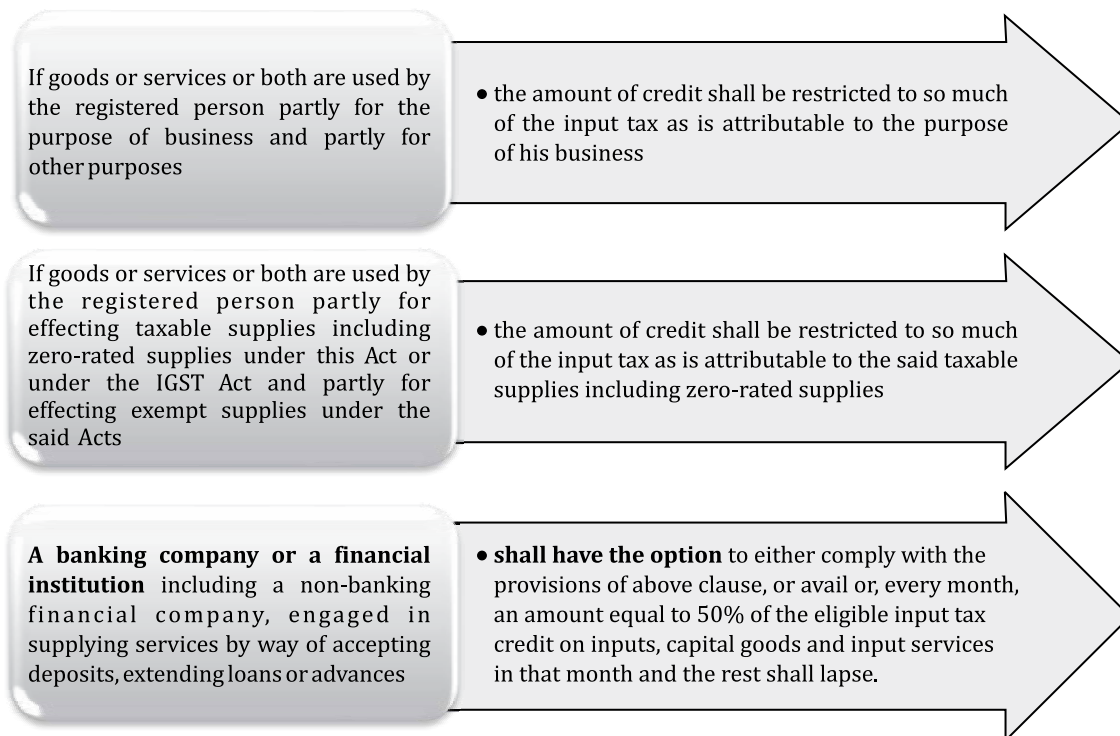 If goods or services or both are used by
the registered person partly for the
purpose of business and partly for
other purposes
• the amount of credit shall be restricted to so much
of the input tax as is attributable to the purpose
of his business
If goods or services or both are used by
the registered person partly for
effecting taxable supplies including
zero-rated supplies under this Act or
under the IGST Act and partly for
effecting exempt supplies under the
said Acts
• the amount of credit shall be restricted to so much
of the input tax as is attributable to the said taxable
supplies including zero-rated supplies
A banking company or a financial
institution including a non-banking
financial company, engaged in
supplying services by way of accepting
deposits, extending loans or advances
• shall have the option to either comply with the
provisions of above clause, or avail or, every month,
an amount equal to 50% of the eligible input tax
credit on inputs, capital goods and input services
in that month and the rest shall lapse.